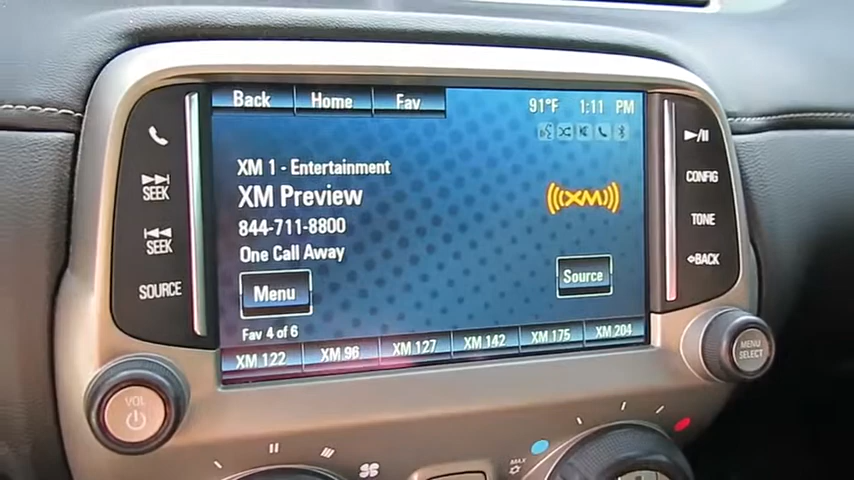 Back Home Fav 91°F 1:11 PM
XM 1 - Entertainment
XM Preview
844-711-8800
One Call Away
XM
Menu
Source
Fav 4 of 6
XM 122 XM 96 XM 127 XM 142 XM 175 XM 204
SEEK
SEEK
SOURCE
CONFIG
TONE
BACK
VOL
MENU
SELECT
MAX